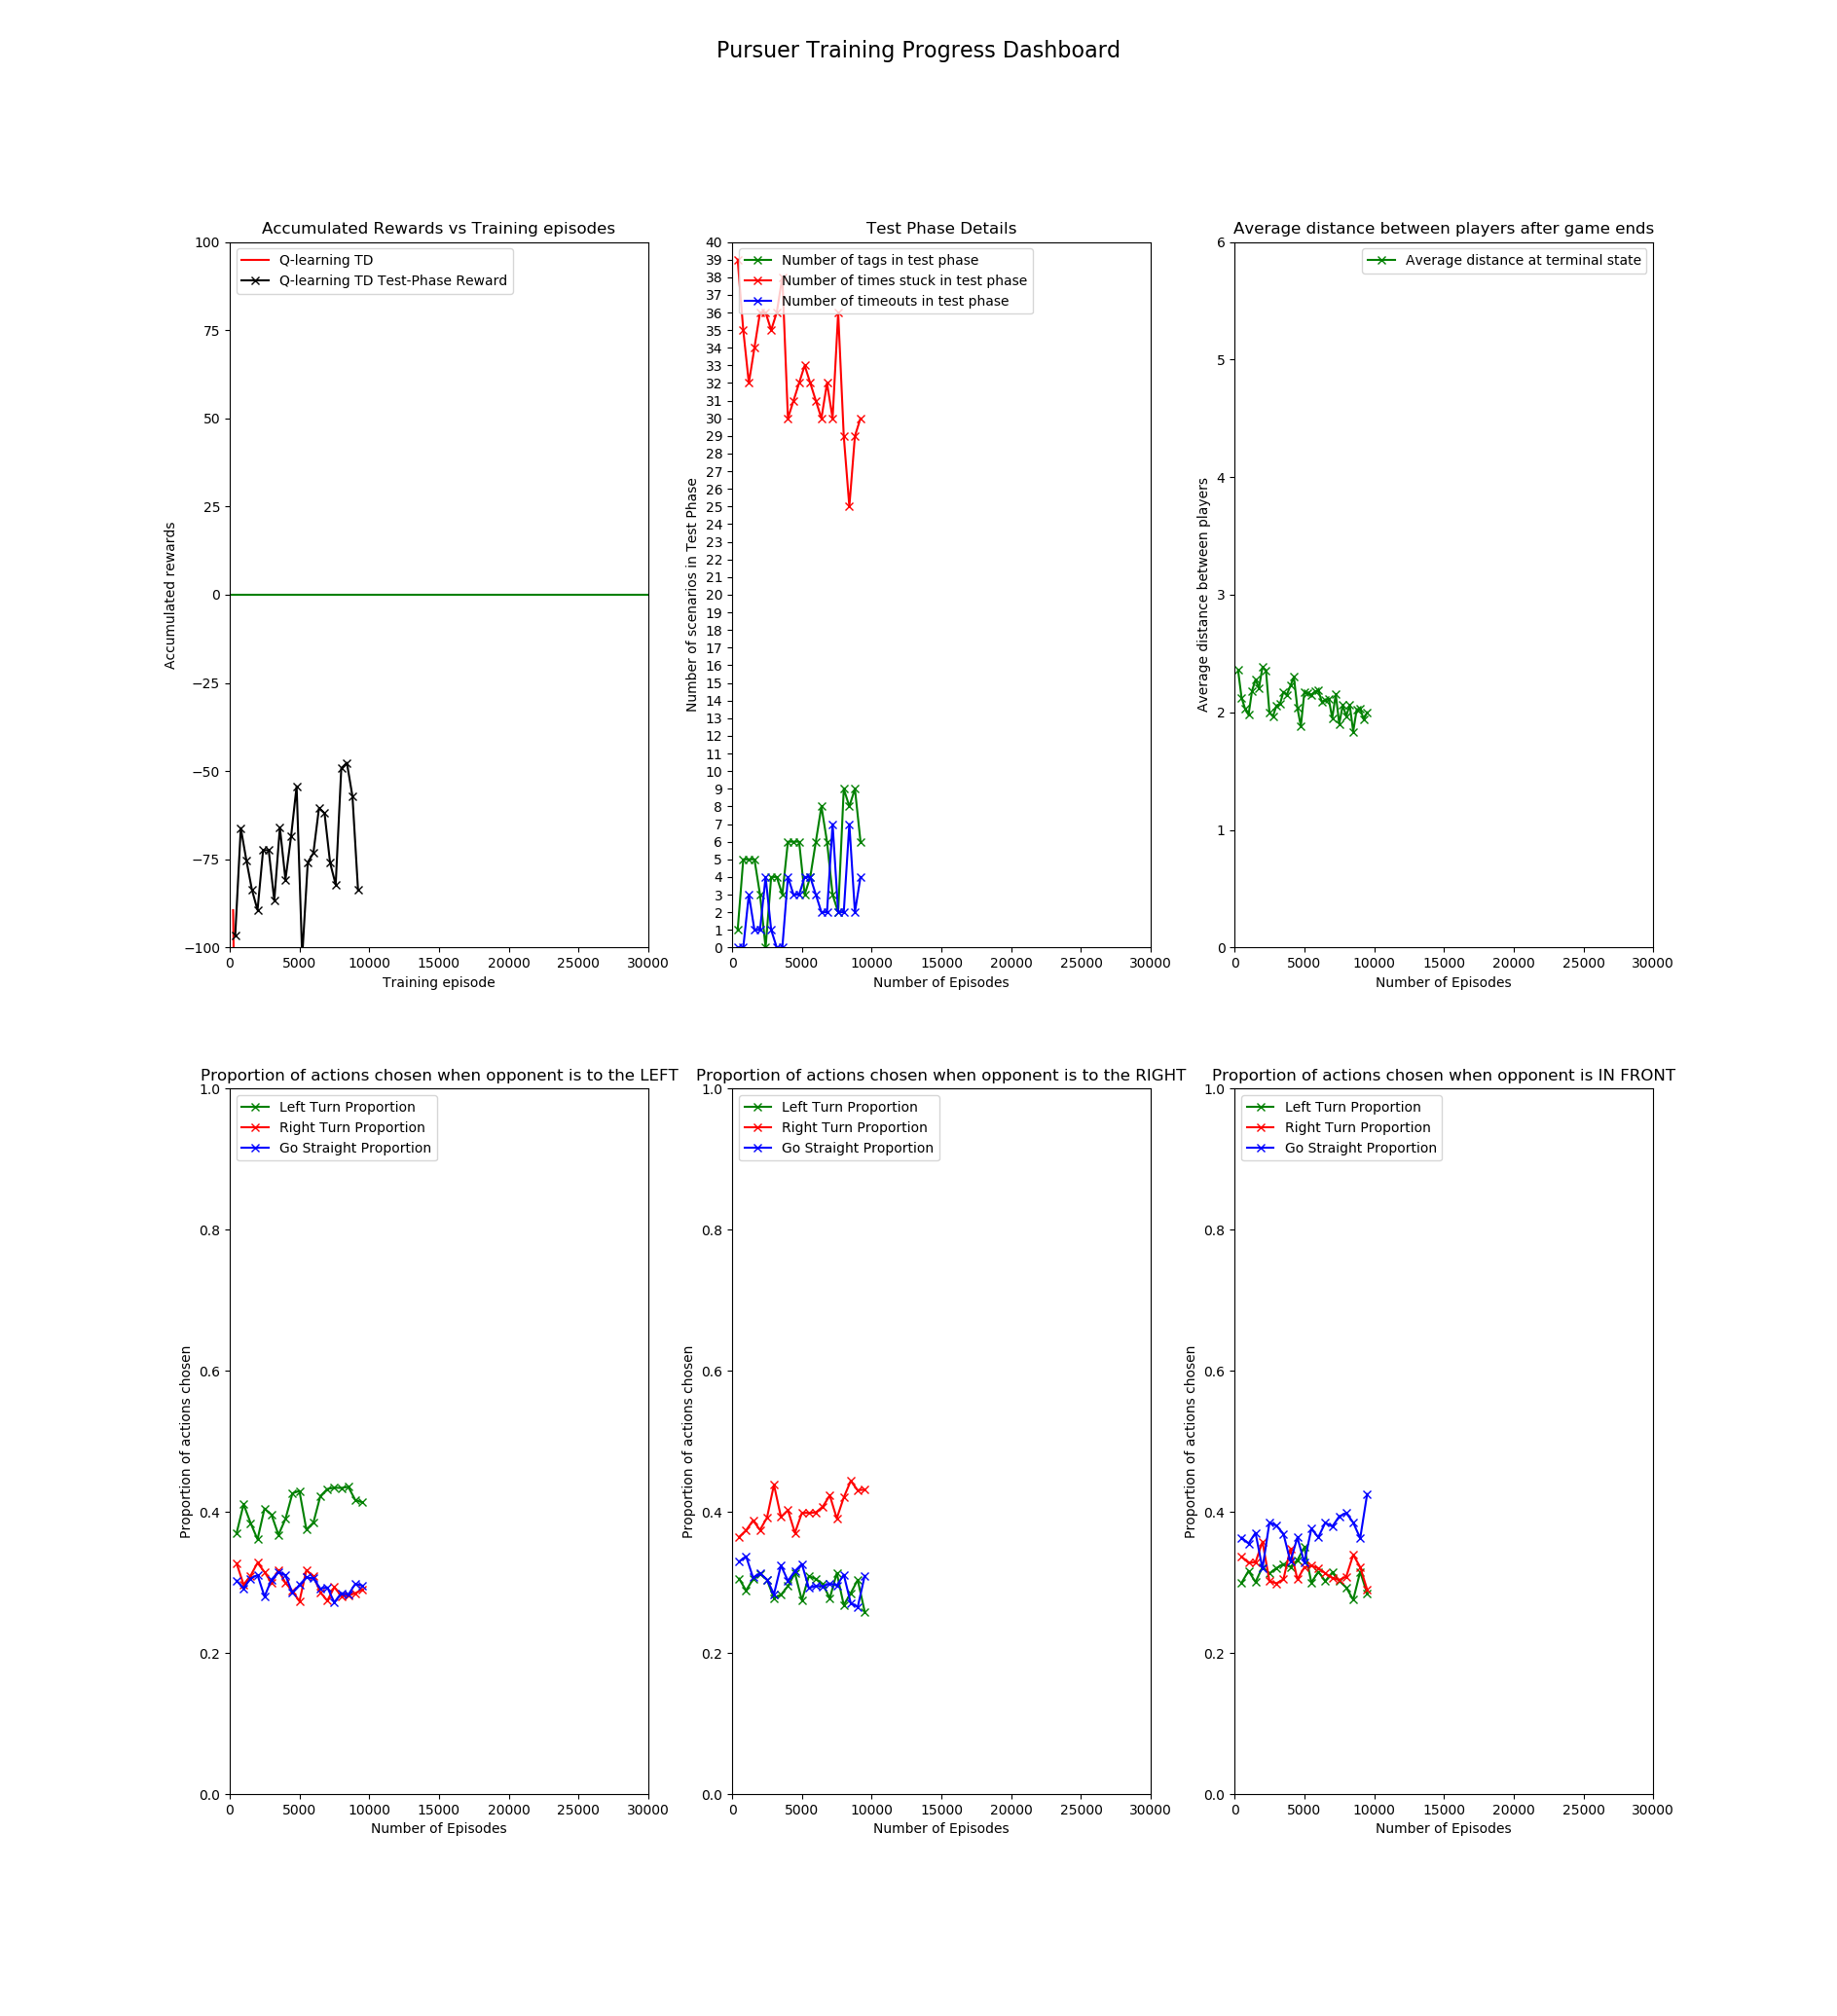 Pursuer Training Progress Dashboard
Accumulated Rewards vs Training episodes
Q-learning TD
Q-learning TD Test-Phase Reward
100
75
50
25
0
−25
−50
−75
−100
Accumulated rewards
0 5000 10000 15000 20000 25000 30000
Training episode
Test Phase Details
Number of tags in test phase
Number of times stuck in test phase
Number of timeouts in test phase
40
39
38
37
36
35
34
33
32
31
30
29
28
27
26
25
24
23
22
21
20
19
18
17
16
15
14
13
12
11
10
9
8
7
6
5
4
3
2
1
0
Number of scenarios in Test Phase
0 5000 10000 15000 20000 25000 30000
Number of Episodes
Average distance between players after game ends
Average distance at terminal state
6
5
4
3
2
1
0
Average distance between players
0 5000 10000 15000 20000 25000 30000
Number of Episodes
Proportion of actions chosen when opponent is to the LEFT
Left Turn Proportion
Right Turn Proportion
Go Straight Proportion
1.0
0.8
0.6
0.4
0.2
0.0
Proportion of actions chosen
0 5000 10000 15000 20000 25000 30000
Number of Episodes
Proportion of actions chosen when opponent is to the RIGHT
Left Turn Proportion
Right Turn Proportion
Go Straight Proportion
1.0
0.8
0.6
0.4
0.2
0.0
Proportion of actions chosen
0 5000 10000 15000 20000 25000 30000
Number of Episodes
Proportion of actions chosen when opponent is IN FRONT
Left Turn Proportion
Right Turn Proportion
Go Straight Proportion
1.0
0.8
0.6
0.4
0.2
0.0
Proportion of actions chosen
0 5000 10000 15000 20000 25000 30000
Number of Episodes